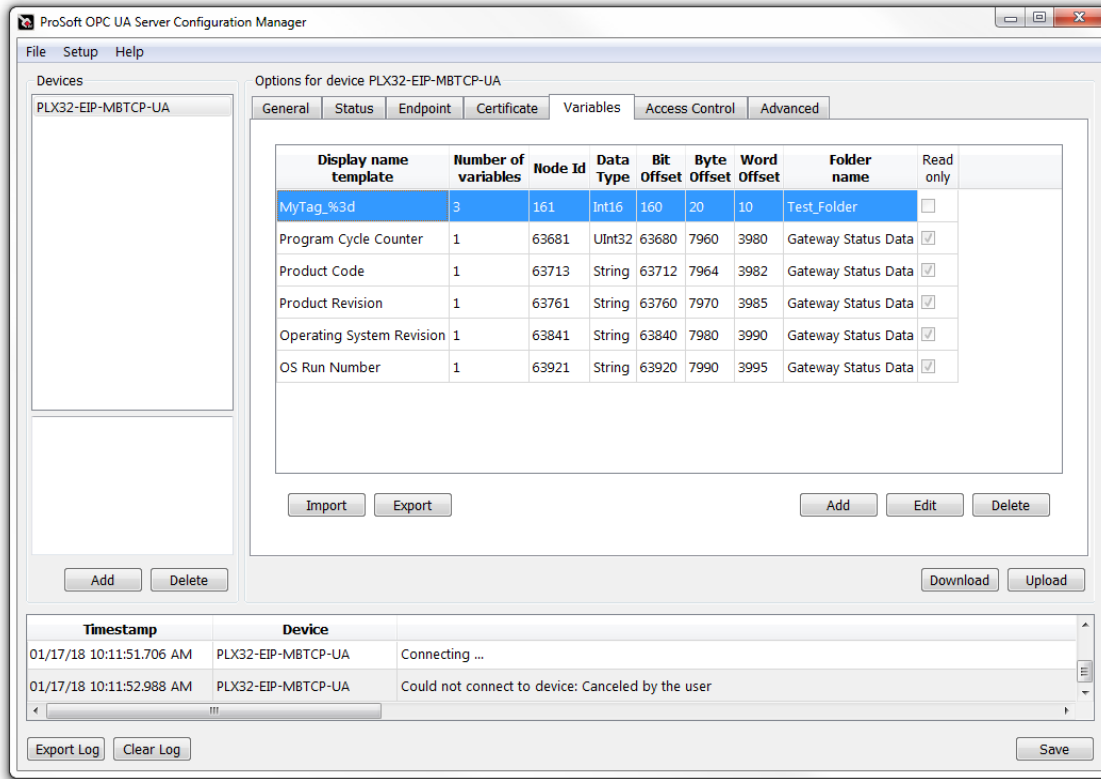 ProSoft OPC UA Server Configuration Manager
File Setup Help
Devices
PLX32-EIP-MBTCP-UA
Options for device PLX32-EIP-MBTCP-UA
General Status Endpoint Certificate Variables Access Control Advanced
Display name template Number of variables Node Id Data Type Bit Offset Byte Offset Word Offset Folder name Read only
MyTag_%3d 3 161 Int16 160 20 10 Test_Folder
Program Cycle Counter 1 63681 UInt32 63680 7960 3980 Gateway Status Data
Product Code 1 63713 String 63712 7964 3982 Gateway Status Data
Product Revision 1 63761 String 63760 7970 3985 Gateway Status Data
Operating System Revision 1 63841 String 63840 7980 3990 Gateway Status Data
OS Run Number 1 63921 String 63920 7990 3995 Gateway Status Data
Import Export Add Edit Delete
Add Delete Download Upload
Timestamp Device
01/17/18 10:11:51.706 AM PLX32-EIP-MBTCP-UA Connecting ...
01/17/18 10:11:52.988 AM PLX32-EIP-MBTCP-UA Could not connect to device: Canceled by the user
Export Log Clear Log Save